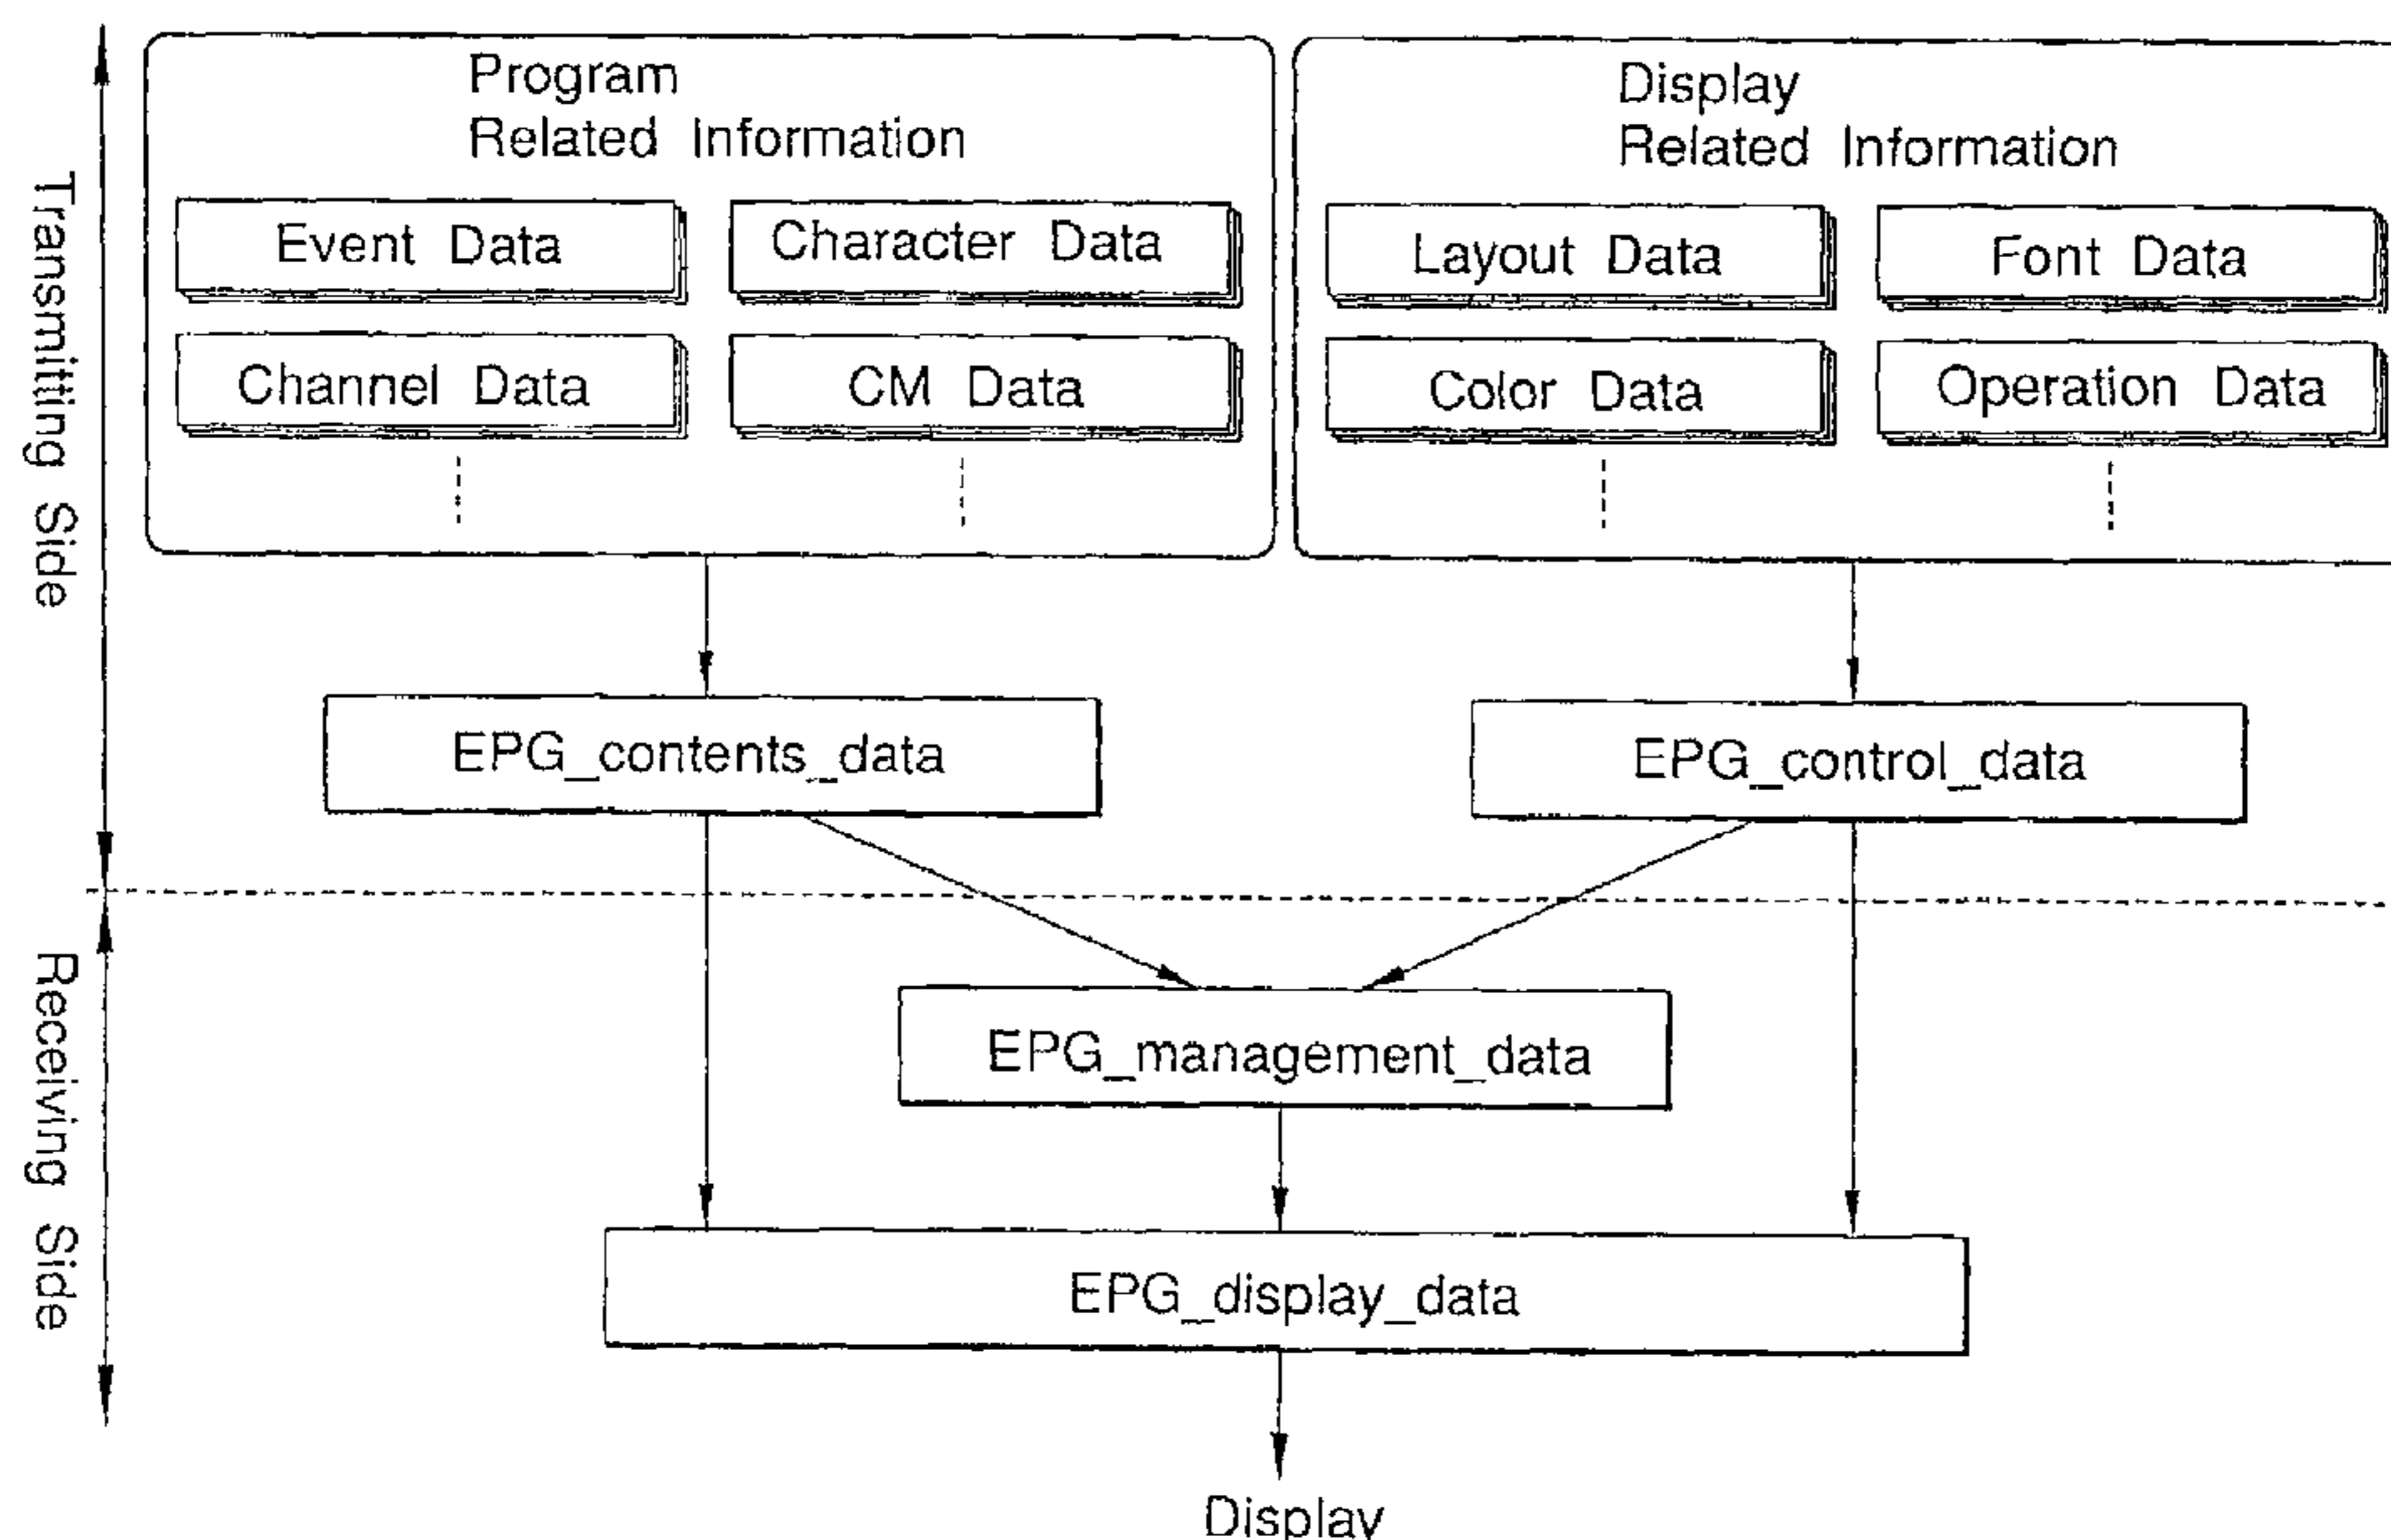 Transmitting Side
Program
Related Information
Event Data
Character Data
Channel Data
CM Data
Display
Related Information
Layout Data
Font Data
Color Data
Operation Data
EPG_contents_data
EPG_control_data
Receiving Side
EPG_management_data
EPG_display_data
Display